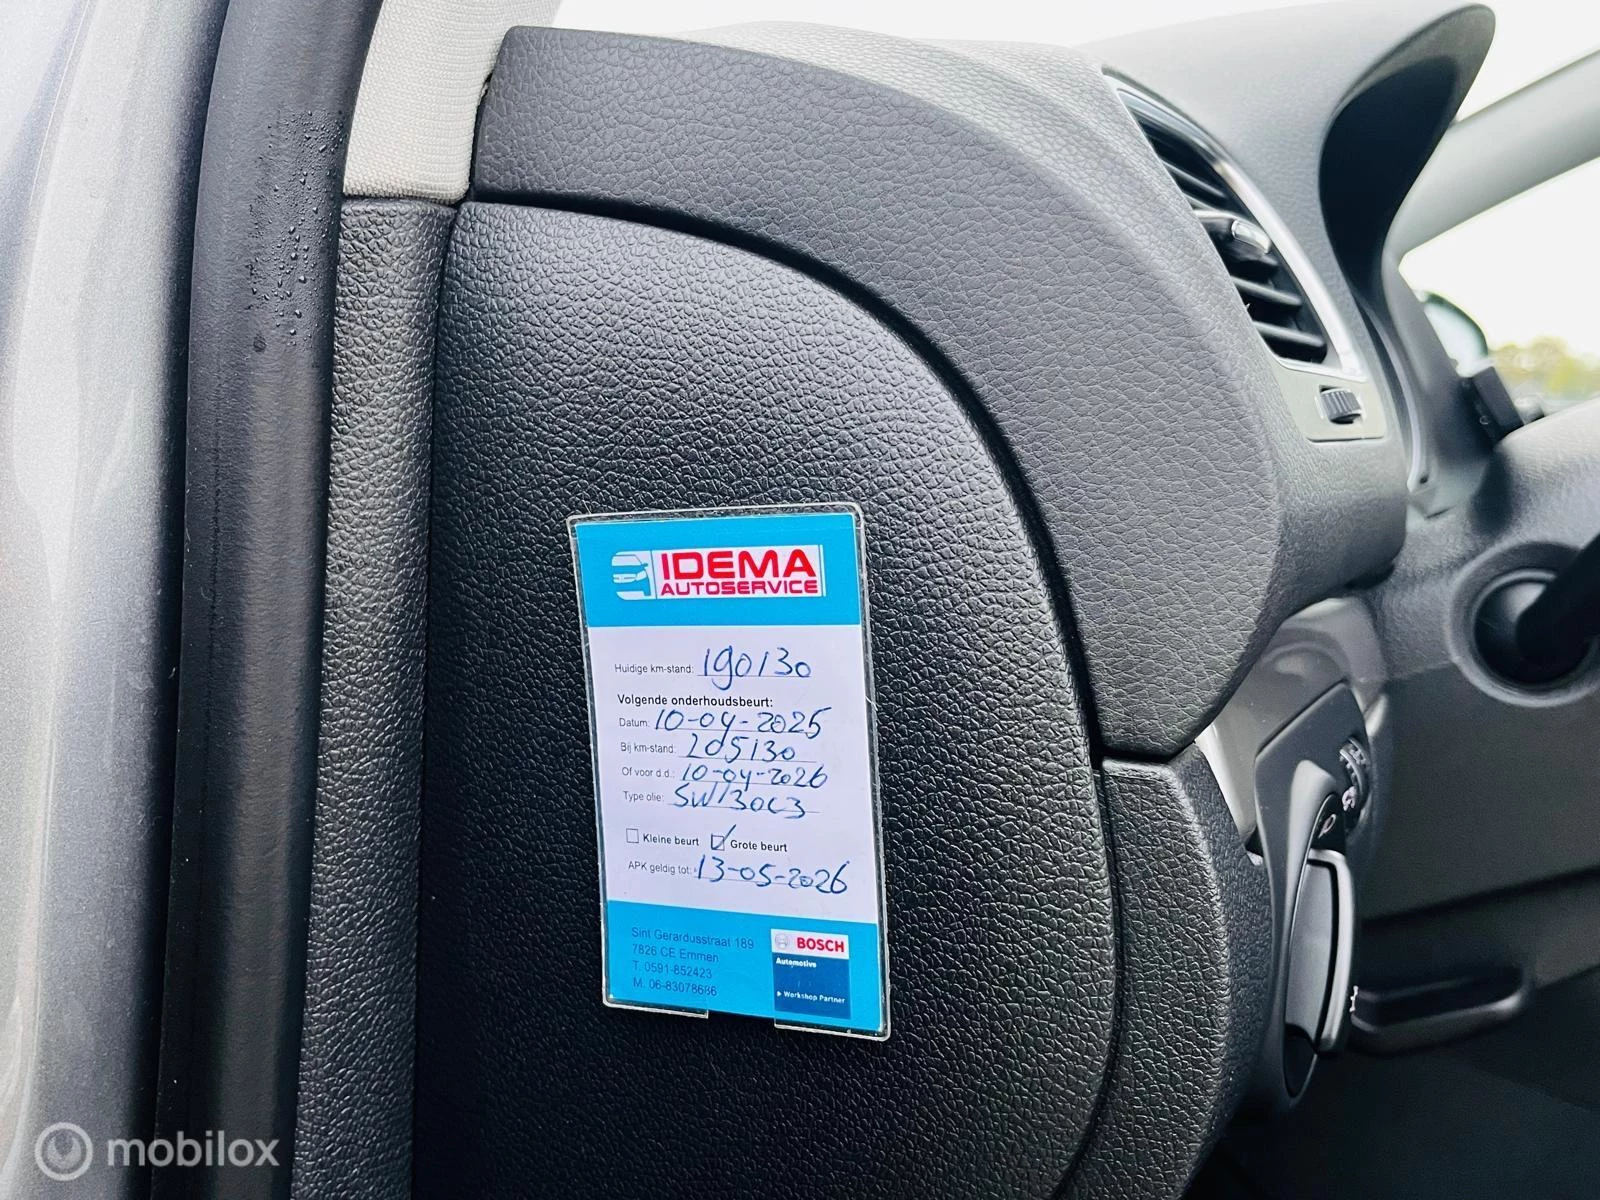 IDEMA
AUTOSERVICE
Huidige km-stand: 190130
Volgende onderhoudsbeurt:
Datum: 10-04-2025
Bij km-stand: 205130
Of voor d.d.: 10-04-2026
Type olie: 5W/30C3
Kleine beurt Grote beurt
APK geldig tot: 13-05-2026
Sint Gerardusstraat 189
7826 CE Emmen
T. 0591-852423
M. 06-83078686
BOSCH
Automotive
▶ Workshop Partner
mobilox